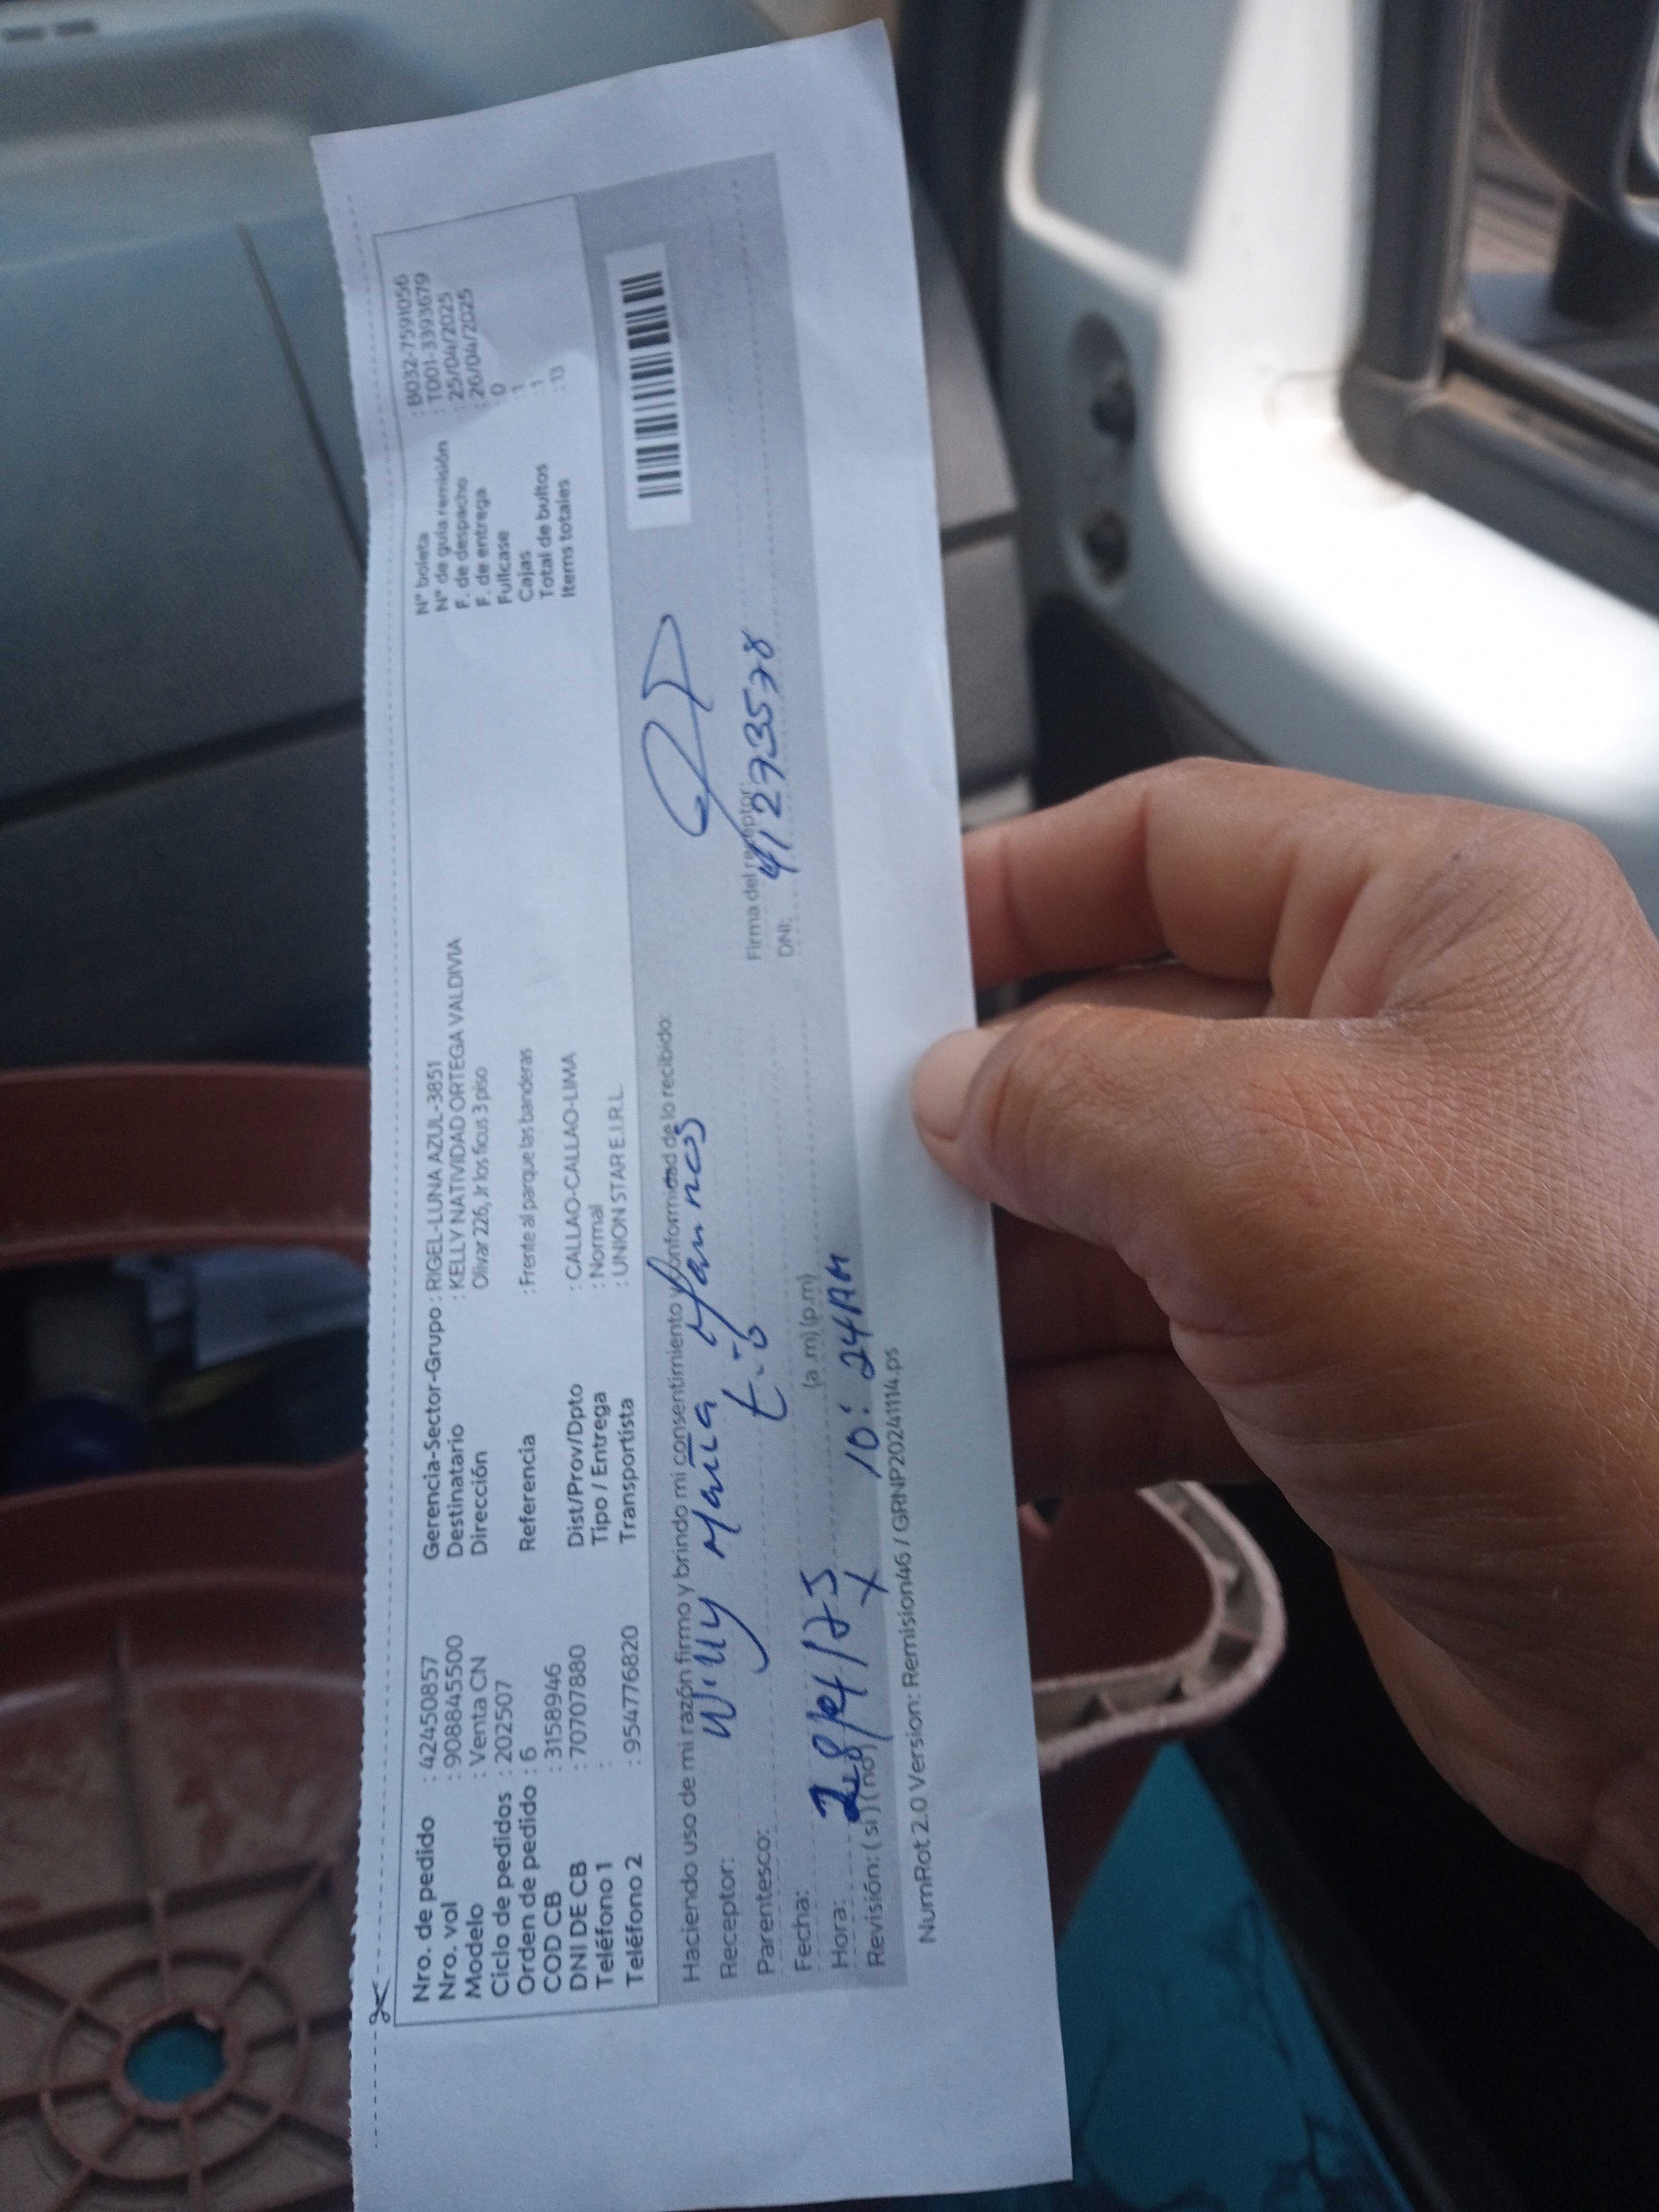 Nro. de pedido : 42450857
Nro. vol : 9088845500
Modelo : Venta CN
Ciclo de pedidos : 202507
Orden de pedido : 6
COD CB : 3158946
DNI DE CB : 70707880
Teléfono 1 :
Teléfono 2 : 954776820
Gerencia-Sector-Grupo : RIGEL-LUNA AZUL-3851
Destinatario : KELLY NATIVIDAD ORTEGA VALDIVIA
Dirección Olivar 226, Jr los ficus 3 piso
Referencia : Frente al parque las banderas
Dist/Prov/Dpto : CALLAO-CALLAO-LIMA
Tipo / Entrega : Normal
Transportista : UNION STAR E.I.R.L.
N° boleta : B032-7591056
N° de guía remisión : T001-3393679
F. de despacho : 25/04/2025
F. de entrega : 26/04/2025
Fullcase 0
Cajas : 1
Total de bultos : 1
Items totales : 13
Haciendo uso de mi razón firmo y brindo mi consentimiento y conformidad de lo recibido:
Receptor: Willy Maña
Parentesco: tio
Fecha:
Hora: (a.m) (p.m)
Revisión: (si) (no) X 10:24 AM
Firma del receptor:
DNI: 41273578
NumRot 2.0 Version: Remision46 / GRNP20241114.ps